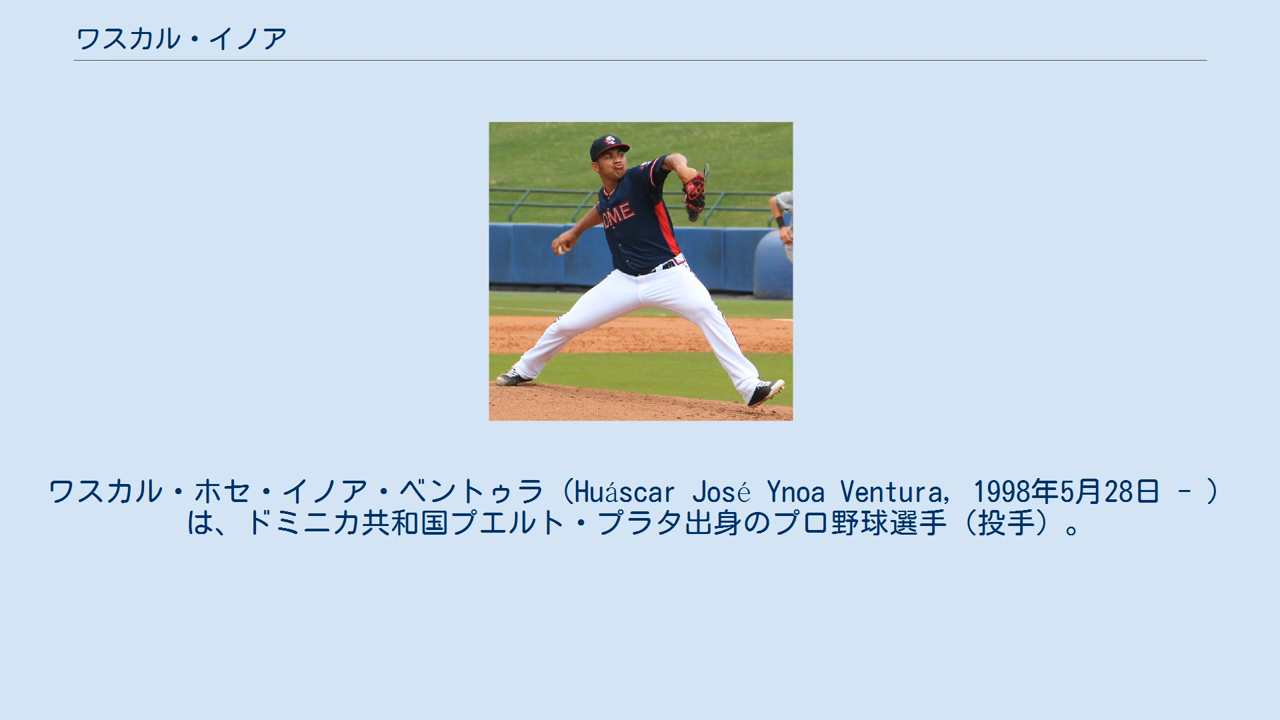 ワスカル・イノア
OME
ワスカル・ホセ・イノア・ベントゥラ（Huáscar José Ynoa Ventura, 1998年5月28日 - ）
は、ドミニカ共和国プエルト・プラタ出身のプロ野球選手（投手）。